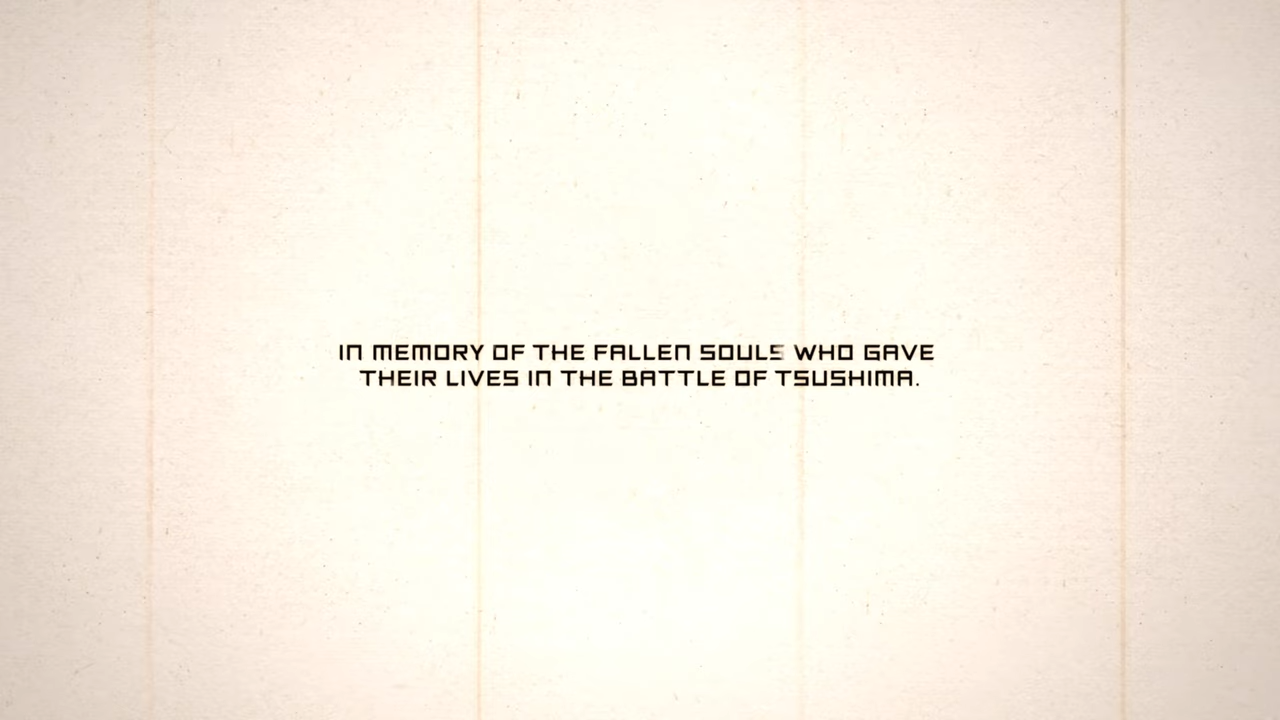 IN MEMORY OF THE FALLEN SOULS WHO GAVE
THEIR LIVES IN THE BATTLE OF TSUSHIMA.